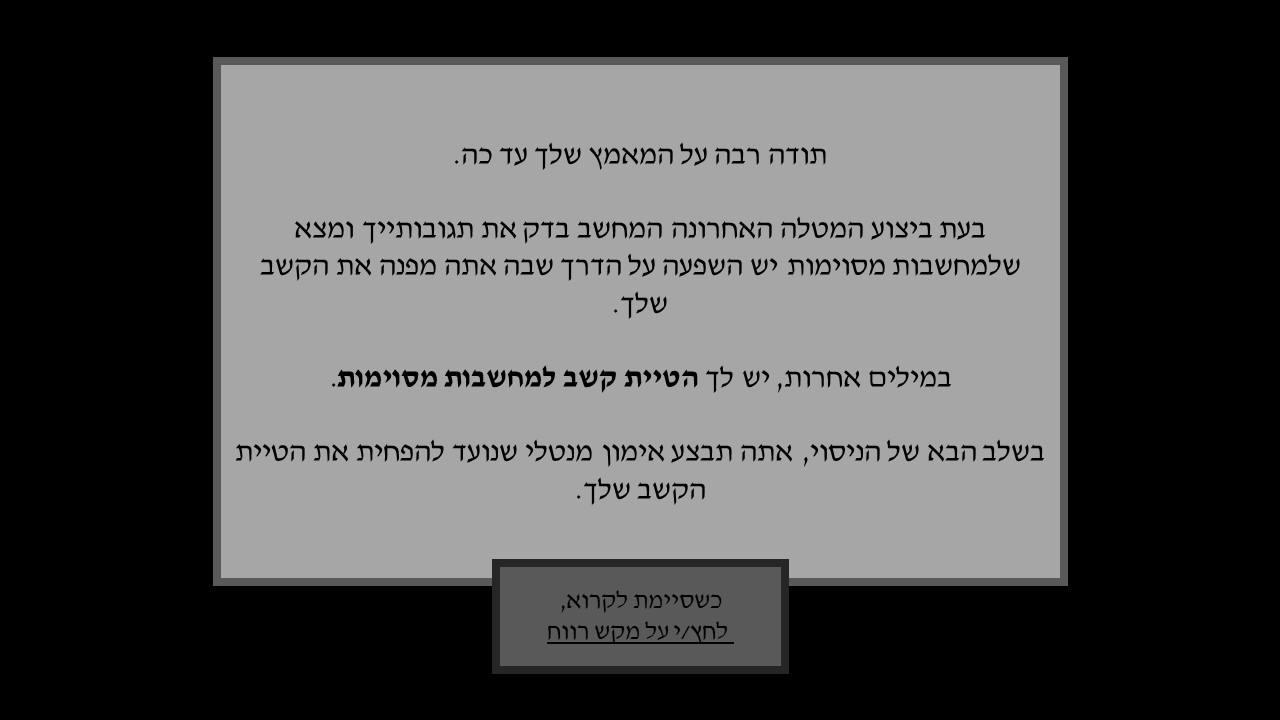 תודה רבה על המאמץ שלך עד כה.
בעת ביצוע המטלה האחרונה המחשב בדק את תגובותייך ומצא
שלמחשבות מסוימות יש השפעה על הדרך שבה אתה מפנה את הקשב
שלך.
במילים אחרות, יש לך הטיית קשב למחשבות מסוימות.
בשלב הבא של הניסוי, אתה תבצע אימון מנטלי שנועד להפחית את הטיית
הקשב שלך.
כשסיימת לקרוא,
לחץ/י על מקש רווח